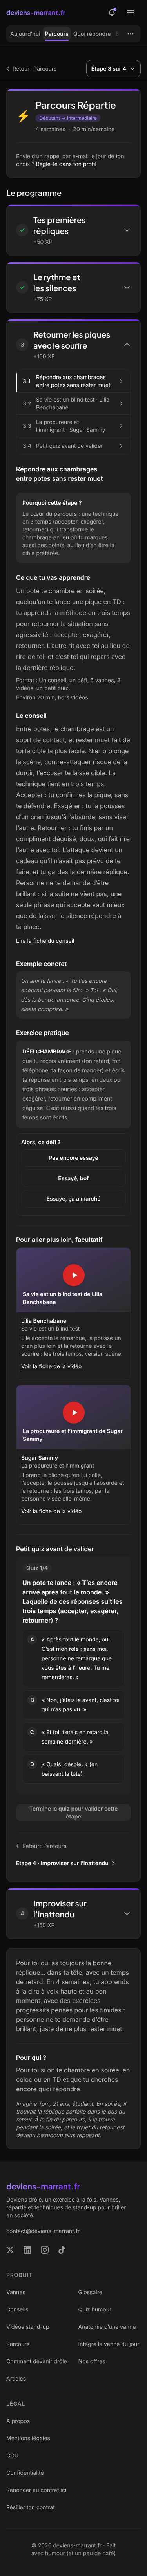 deviens-marrant.fr
Aujourd'hui Parcours Quoi répondre
Retour : Parcours
Étape 3 sur 4
Parcours Répartie
Débutant → Intermédiaire
4 semaines · 20 min/semaine
Envie d'un rappel par e-mail le jour de ton
choix ? Règle-le dans ton profil
Le programme
Tes premières
répliques
+50 XP
Le rythme et
les silences
+75 XP
3
Retourner les piques
avec le sourire
+100 XP
3.1 Répondre aux chambrages
entre potes sans rester muet
3.2 Sa vie est un blind test · Lila
Benchabane
3.3 La procureure et
l'immigrant · Sugar Sammy
3.4 Petit quiz avant de valider
Répondre aux chambrages
entre potes sans rester muet
Pourquoi cette étape ?
Le cœur du parcours : une technique
en 3 temps (accepter, exagérer,
retourner) qui transforme le
chambrage en jeu où tu marques
aussi des points, au lieu d'en être la
cible préférée.
Ce que tu vas apprendre
Un pote te chambre en soirée,
quelqu'un te lance une pique en TD :
tu apprends la méthode en trois temps
pour retourner la situation sans
agressivité : accepter, exagérer,
retourner. L'autre rit avec toi au lieu de
rire de toi, et c'est toi qui repars avec
la dernière réplique.
Format : Un conseil, un défi, 5 vannes, 2
vidéos, un petit quiz.
Environ 20 min, hors vidéos
Le conseil
Entre potes, le chambrage est un
sport de contact, et rester muet fait de
toi le ballon. La parade n'est pas de
nier la scène, contre-attaquer risque de
durcir, t'excuser laisse collé. La
technique tient en trois temps.
Accepter : tu confirmes la pique, sans
te défendre. Exagérer : tu la pousses
d'un cran jusqu'à l'absurde, sans viser
l'autre. Retourner : tu finis par un
compliment déguisé, doux, qui fait rire
l'autre avec toi. L'attaque devient un
cadeau dont tu n'as pas voulu faire la
fête, et tu gardes la dernière réplique.
Personne ne te demande d'être
brillant : si la suite ne vient pas, une
seule phrase assumée vaut mieux
que de laisser le silence répondre à
ta place.
Lire la fiche du conseil
Exemple concret
Un ami te lance : « Tu t'es encore
endormi pendant le film. » Toi : « Oui,
dès la bande-annonce. Cinq étoiles,
sieste comprise. »
Exercice pratique
DÉFI CHAMBRAGE : prends une pique
que tu reçois vraiment (ton retard, ton
téléphone, ta façon de manger) et écris
ta réponse en trois temps, en deux ou
trois phrases courtes : accepter,
exagérer, retourner en compliment
déguisé. C'est réussi quand les trois
temps sont écrits.
Alors, ce défi ?
Pas encore essayé
Essayé, bof
Essayé, ça a marché
Pour aller plus loin, facultatif
Sa vie est un blind test de Lila
Benchabane
Lila Benchabane
Sa vie est un blind test
Elle accepte la remarque, la pousse un
cran plus loin et la retourne avec le
sourire : les trois temps, version scène.
Voir la fiche de la vidéo
La procureure et l'immigrant de Sugar
Sammy
Sugar Sammy
La procureure et l'immigrant
Il prend le cliché qu'on lui colle,
l'accepte, le pousse jusqu'à l'absurde et
le retourne : les trois temps, par la
personne visée elle-même.
Voir la fiche de la vidéo
Petit quiz avant de valider
Quiz 1/4
Un pote te lance : « T'es encore
arrivé après tout le monde. »
Laquelle de ces réponses suit les
trois temps (accepter, exagérer,
retourner) ?
A « Après tout le monde, oui.
C'est mon rôle : sans moi,
personne ne remarque que
vous êtes à l'heure. Tu me
remercieras. »
B « Non, j'étais là avant, c'est toi
qui n'as pas vu. »
C « Et toi, t'étais en retard la
semaine dernière. »
D « Ouais, désolé. » (en
baissant la tête)
Termine le quiz pour valider cette
étape
Retour : Parcours
Étape 4 · Improviser sur l'inattendu
4
Improviser sur
l'inattendu
+150 XP
Pour toi qui as toujours la bonne
réplique… dans ta tête, avec un temps
de retard. En 4 semaines, on apprend
à la dire à voix haute et au bon
moment, avec des exercices
progressifs pensés pour les timides :
personne ne te demande d'être
brillant, juste de ne plus rester muet.
Pour qui ?
Pour toi si on te chambre en soirée, en
coloc ou en TD et que tu cherches
encore quoi répondre
Imagine Tom, 21 ans, étudiant. En soirée, il
trouvait la réplique parfaite dans le bus du
retour. À la fin du parcours, il la trouve
pendant la soirée, et le trajet du retour est
devenu beaucoup plus reposant.
deviens-marrant.fr
Deviens drôle, un exercice à la fois. Vannes,
répartie et techniques de stand-up pour briller
en société.
contact@deviens-marrant.fr
PRODUIT
Vannes Glossaire
Conseils Quiz humour
Vidéos stand-up Anatomie d'une vanne
Parcours Intègre la vanne du jour
Comment devenir drôle Nos offres
Articles
LÉGAL
À propos
Mentions légales
CGU
Confidentialité
Renoncer au contrat ici
Résilier ton contrat
© 2026 deviens-marrant.fr · Fait
avec humour (et un peu de café)